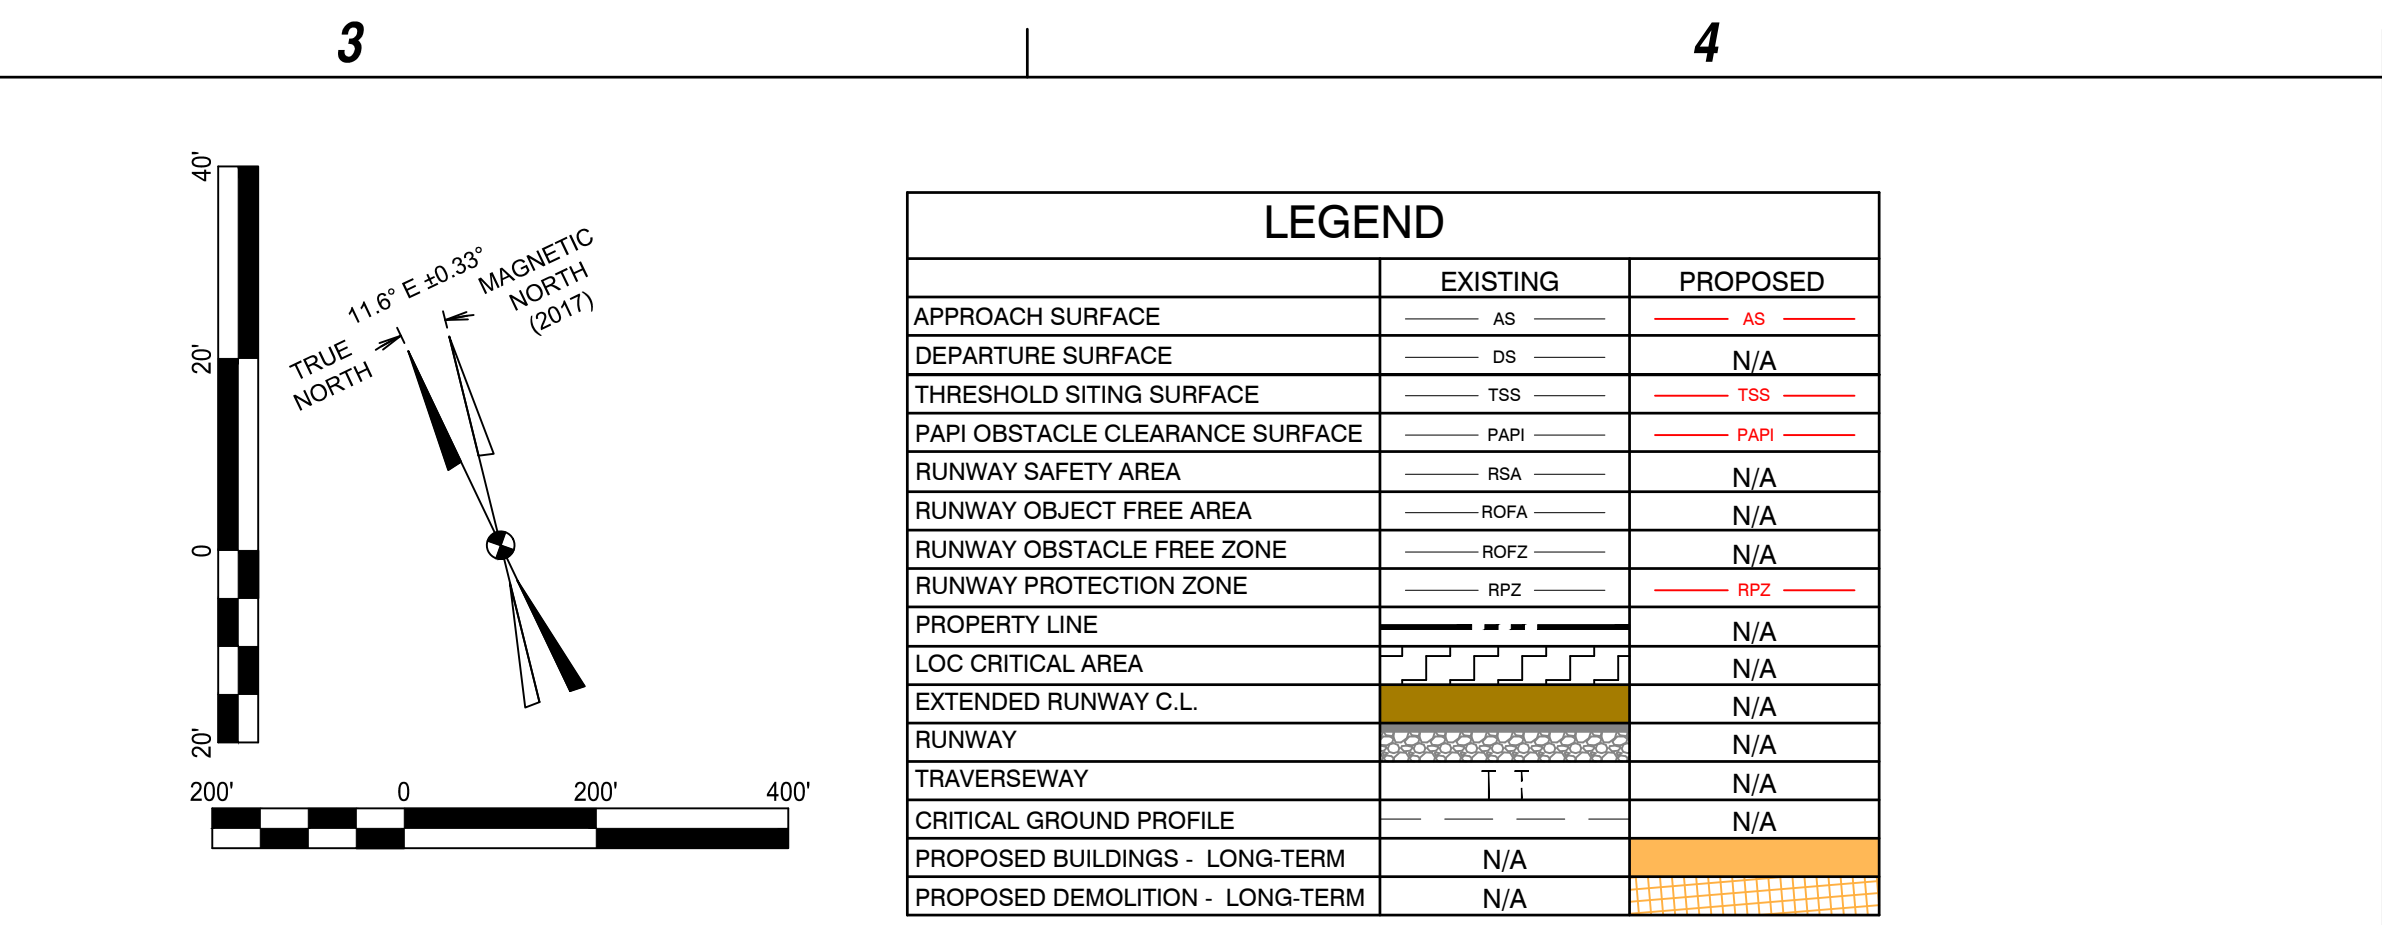 3 4
40'
20'
0
20'
200' 0 200' 400'
TRUE
NORTH
11.6° E ±0.33°
MAGNETIC
NORTH
(2017)
LEGEND
EXISTING PROPOSED
APPROACH SURFACE AS AS
DEPARTURE SURFACE DS N/A
THRESHOLD SITING SURFACE TSS TSS
PAPI OBSTACLE CLEARANCE SURFACE PAPI PAPI
RUNWAY SAFETY AREA RSA N/A
RUNWAY OBJECT FREE AREA ROFA N/A
RUNWAY OBSTACLE FREE ZONE ROFZ N/A
RUNWAY PROTECTION ZONE RPZ RPZ
PROPERTY LINE N/A
LOC CRITICAL AREA N/A
EXTENDED RUNWAY C.L. N/A
RUNWAY N/A
TRAVERSEWAY N/A
CRITICAL GROUND PROFILE N/A
PROPOSED BUILDINGS - LONG-TERM N/A
PROPOSED DEMOLITION - LONG-TERM N/A